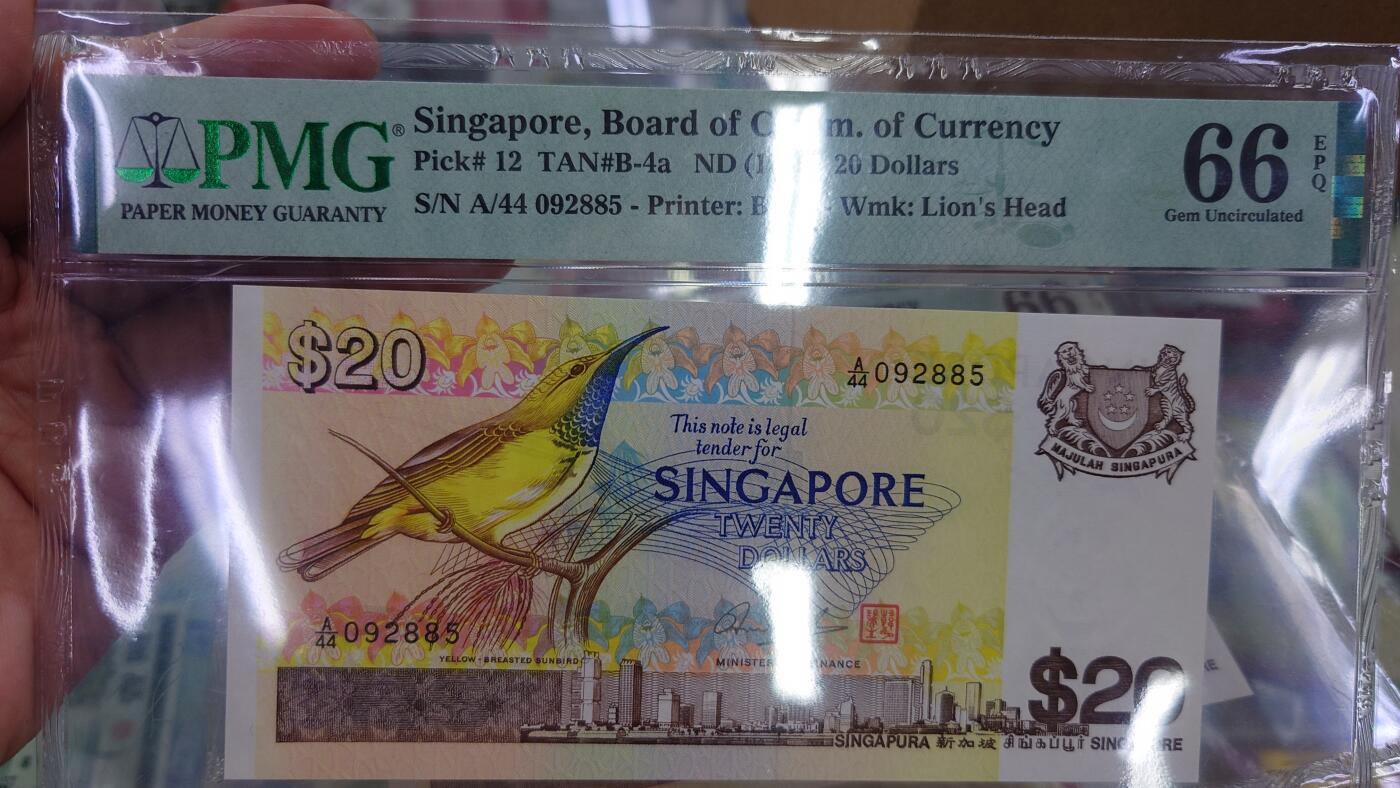 PMG®
PAPER MONEY GUARANTY
Singapore, Board of C m. of Currency
Pick# 12 TAN#B-4a ND (1 20 Dollars
S/N A/44 092885 - Printer: - Wmk: Lion's Head
66
EPQ
Gem Uncirculated
$20
A/44 092885
This note is legal
tender for
SINGAPORE
TWENTY
DOLLARS
MAJULAH SINGAPURA
A/44 092885
YELLOW-BREASTED SUNBIRD
MINISTER NANCE
$20
SINGAPURA 新加坡 சிங்கப்பூர் SINGAPORE